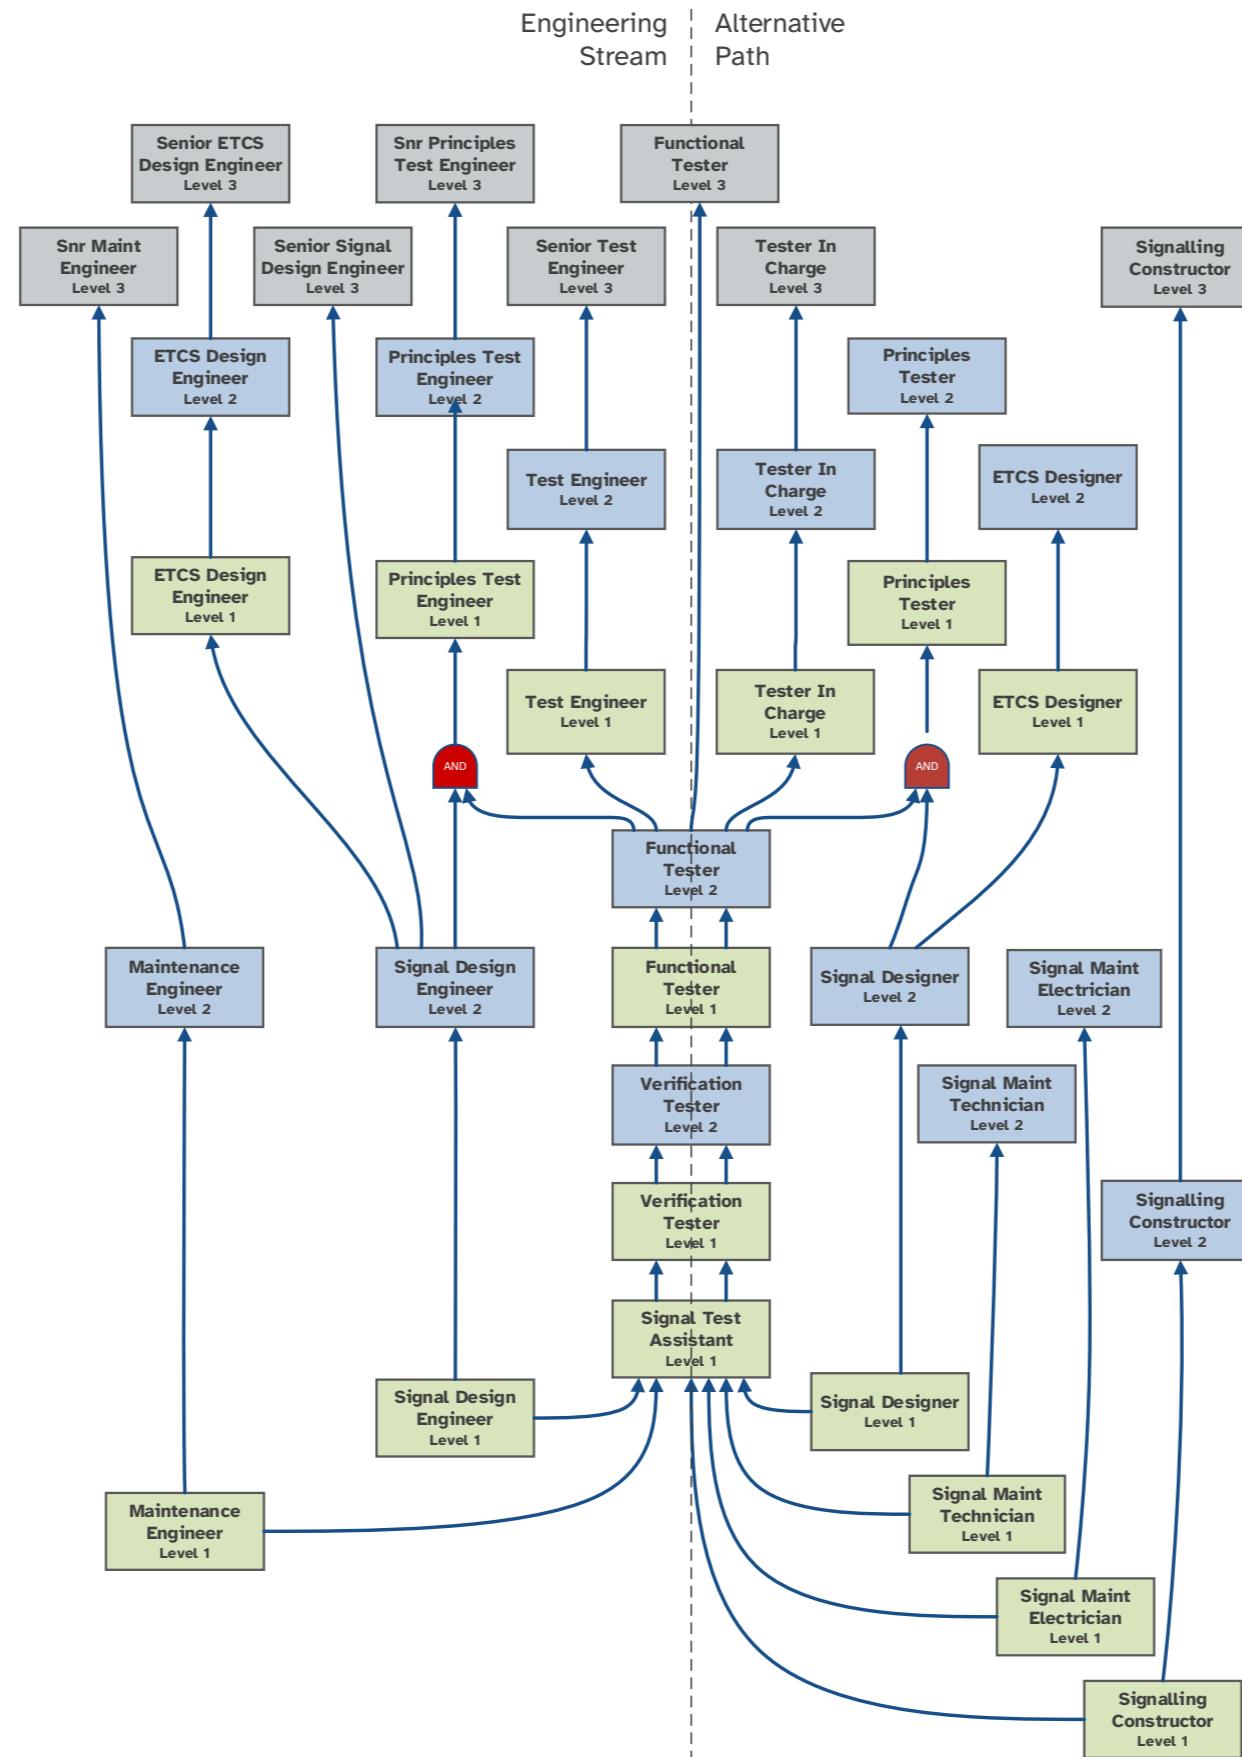 Engineering
Stream
Alternative
Path
Senior ETCS
Design Engineer
Level 3
Snr Principles
Test Engineer
Level 3
Functional
Tester
Level 3
Snr Maint
Engineer
Level 3
Senior Signal
Design Engineer
Level 3
Senior Test
Engineer
Level 3
Tester In
Charge
Level 3
Signalling
Constructor
Level 3
ETCS Design
Engineer
Level 2
Principles Test
Engineer
Level 2
Principles
Tester
Level 2
Test Engineer
Level 2
Tester In
Charge
Level 2
ETCS Designer
Level 2
ETCS Design
Engineer
Level 1
Principles Test
Engineer
Level 1
Principles
Tester
Level 1
Test Engineer
Level 1
Tester In
Charge
Level 1
ETCS Designer
Level 1
AND
AND
Functional
Tester
Level 2
Maintenance
Engineer
Level 2
Signal Design
Engineer
Level 2
Functional
Tester
Level 1
Signal Designer
Level 2
Signal Maint
Electrician
Level 2
Verification
Tester
Level 2
Signal Maint
Technician
Level 2
Verification
Tester
Level 1
Signalling
Constructor
Level 2
Signal Test
Assistant
Level 1
Signal Design
Engineer
Level 1
Signal Designer
Level 1
Maintenance
Engineer
Level 1
Signal Maint
Technician
Level 1
Signal Maint
Electrician
Level 1
Signalling
Constructor
Level 1